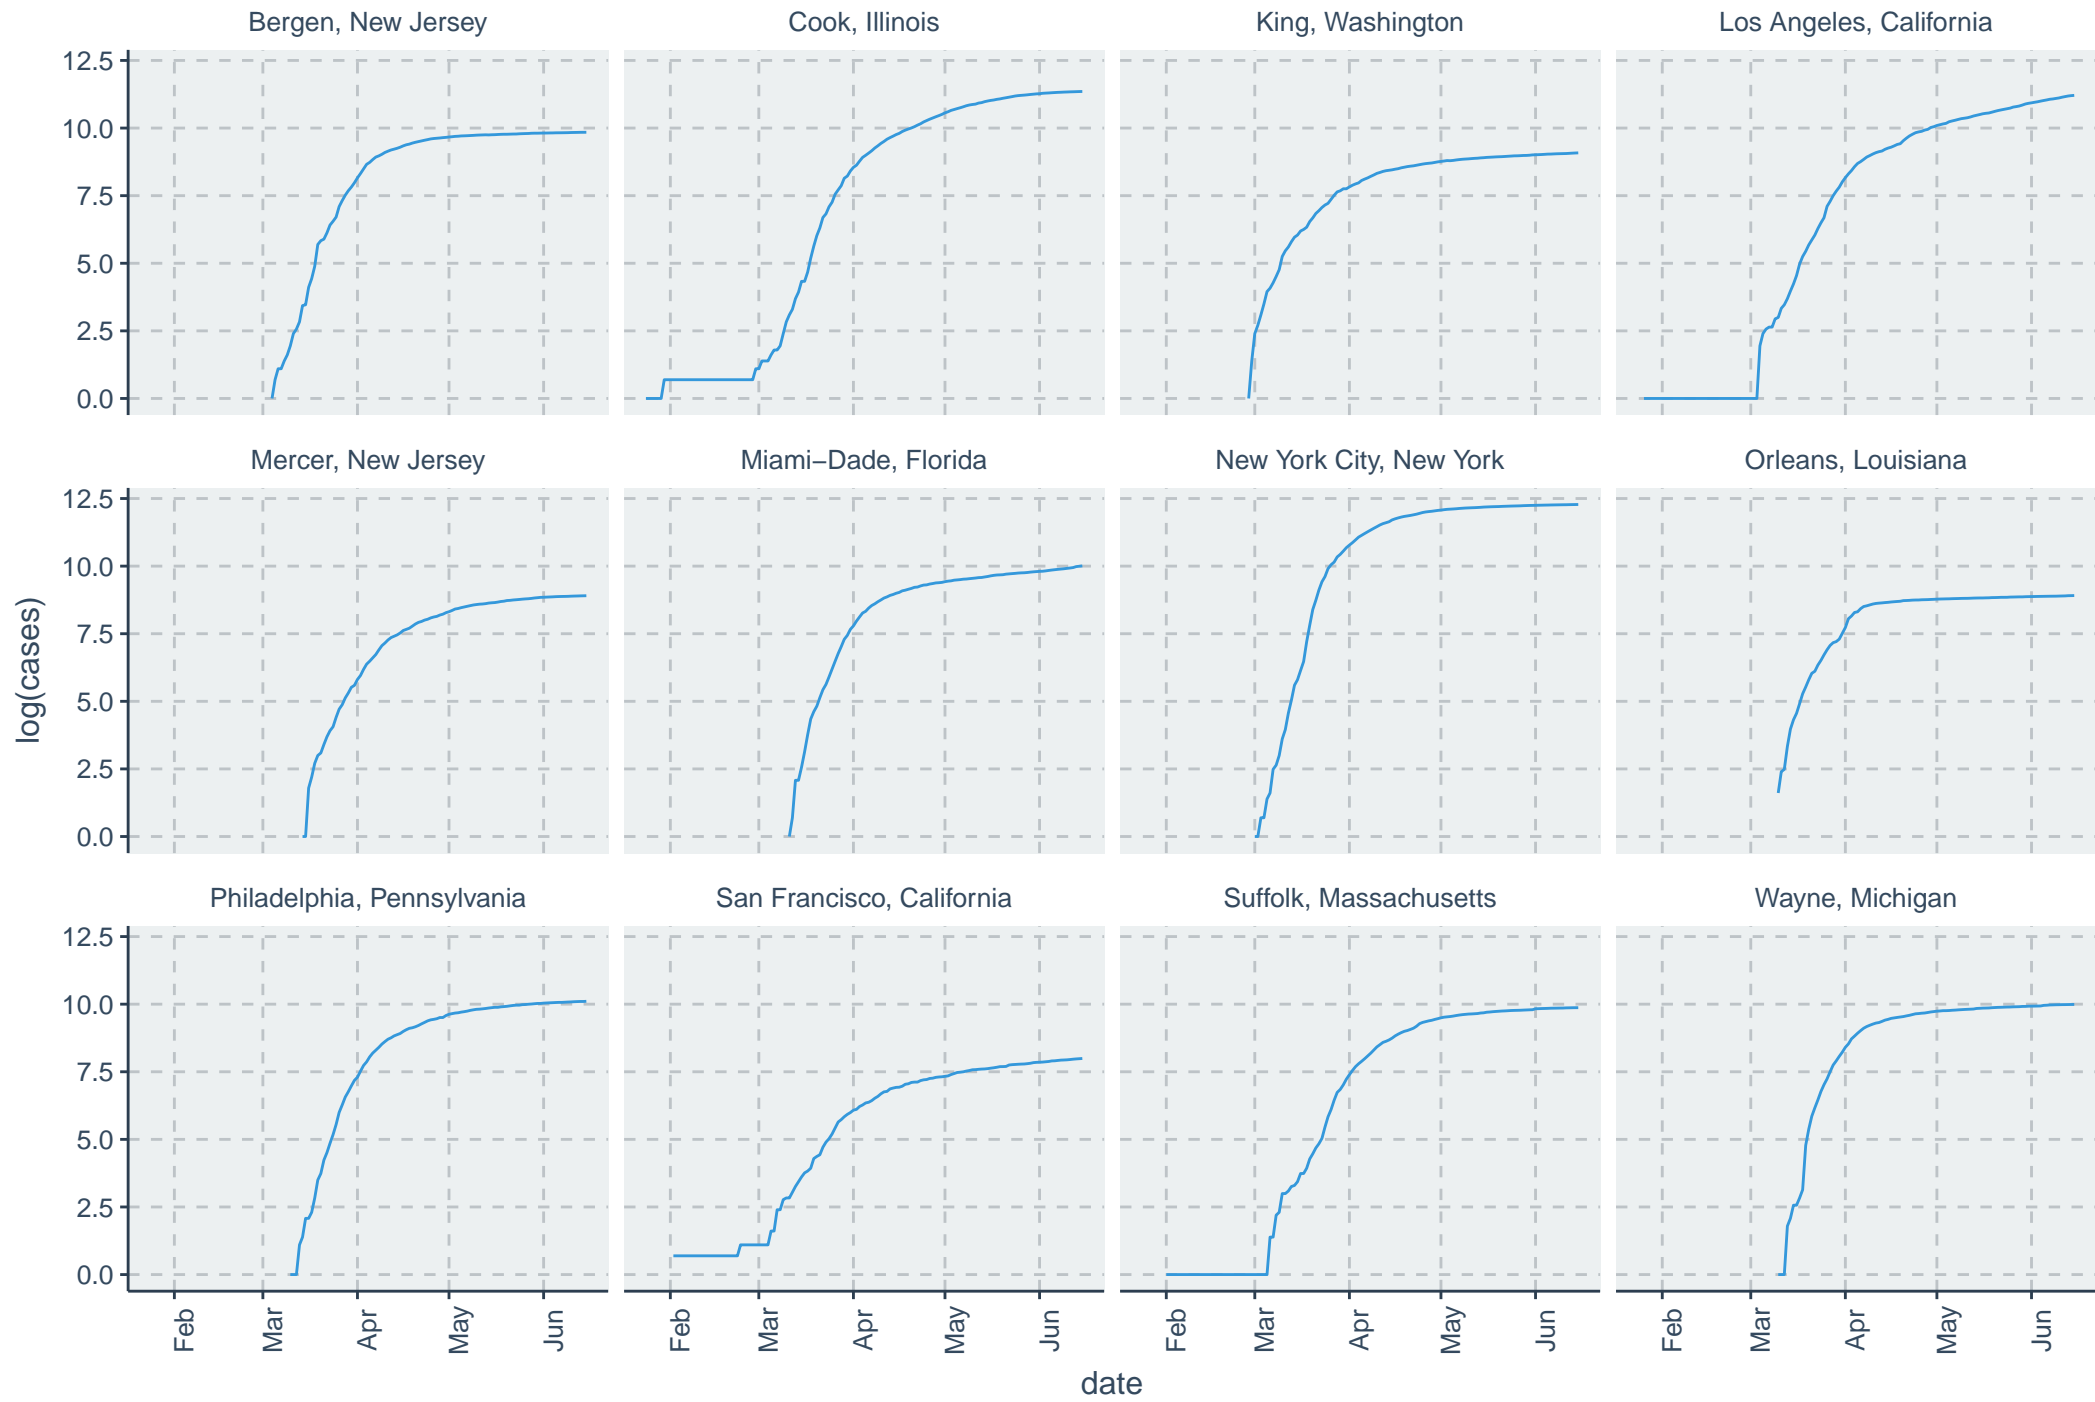 Bergen, New Jersey
Cook, Illinois
King, Washington
Los Angeles, California
12.5
10.0
7.5
5.0
2.5
0.0
Mercer, New Jersey
Miami−Dade, Florida
New York City, New York
Orleans, Louisiana
12.5
10.0
7.5
5.0
2.5
0.0
log(cases)
Philadelphia, Pennsylvania
San Francisco, California
Suffolk, Massachusetts
Wayne, Michigan
12.5
10.0
7.5
5.0
2.5
0.0
Feb
Mar
Apr
May
Jun
Feb
Mar
Apr
May
Jun
Feb
Mar
Apr
May
Jun
Feb
Mar
Apr
May
Jun
date